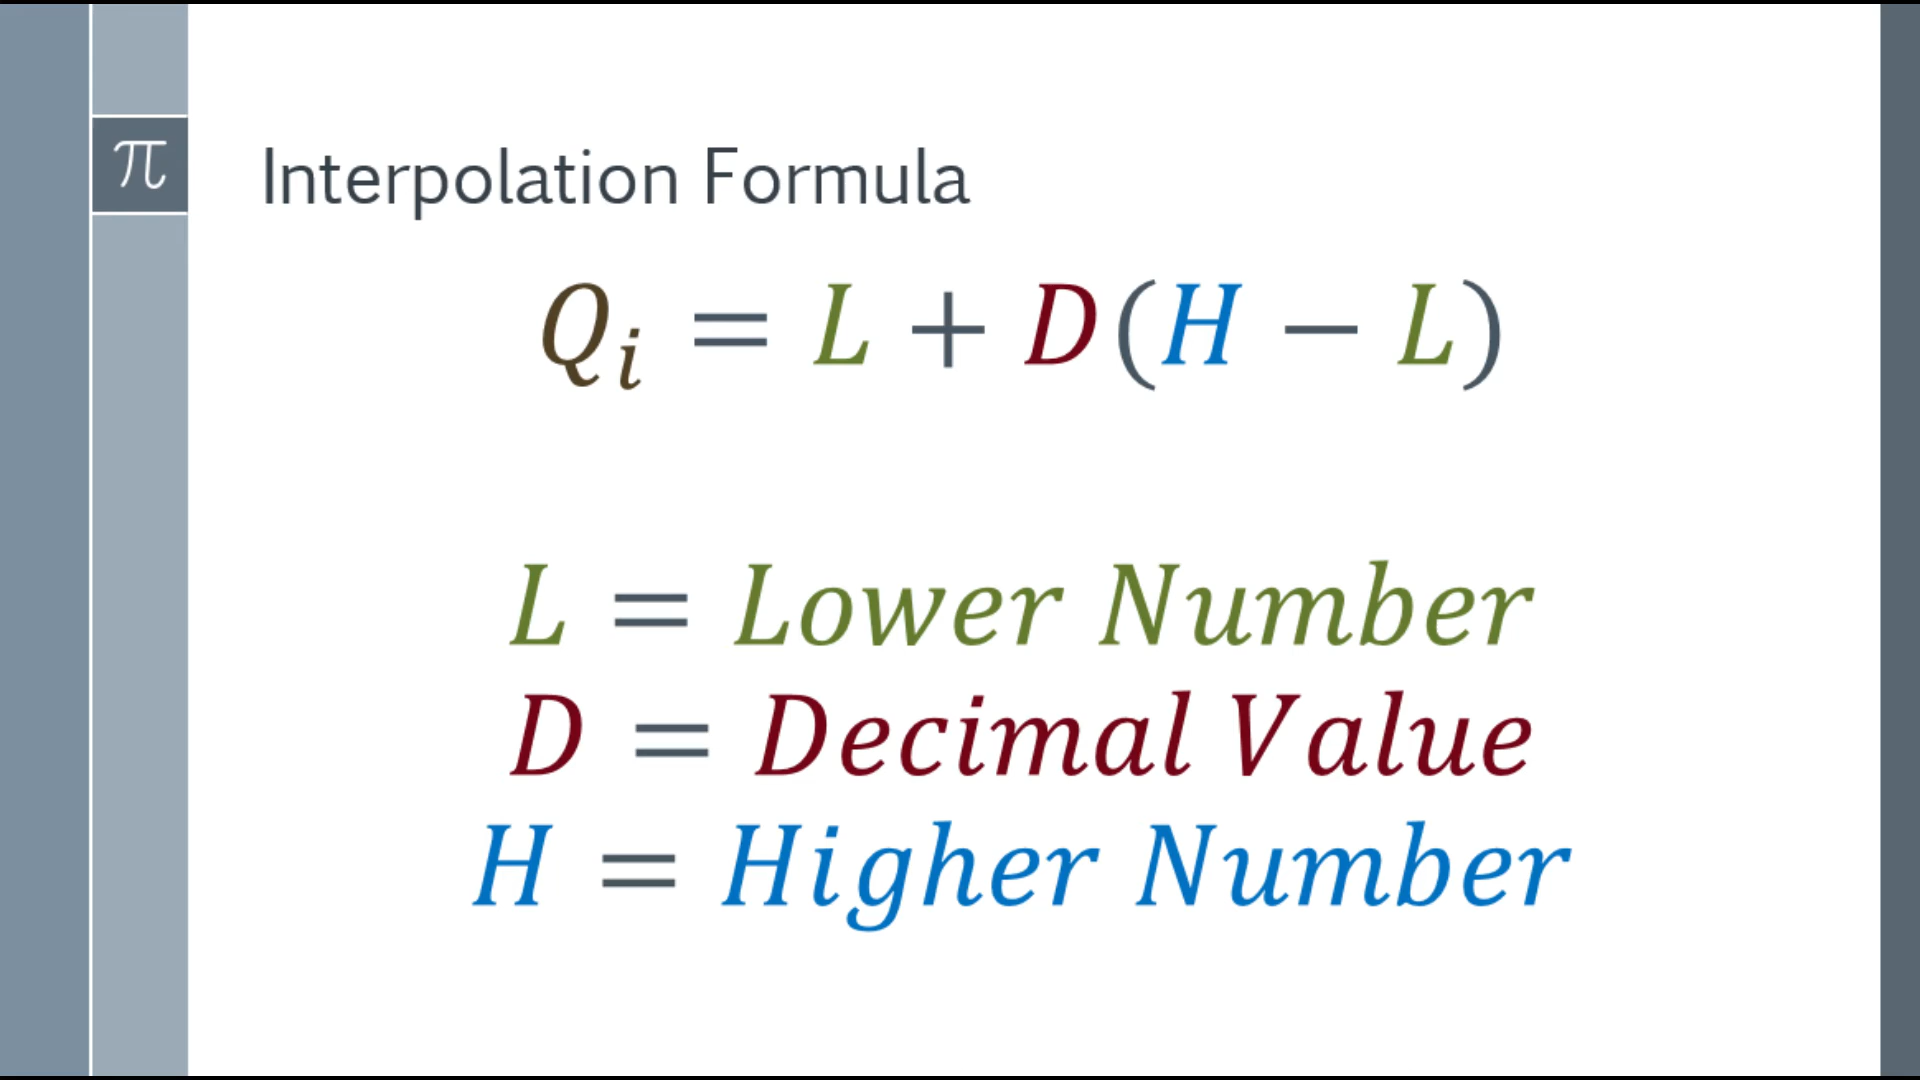 π
Interpolation Formula
Qᵢ = L + D(H − L)
L = Lower Number
D = Decimal Value
H = Higher Number